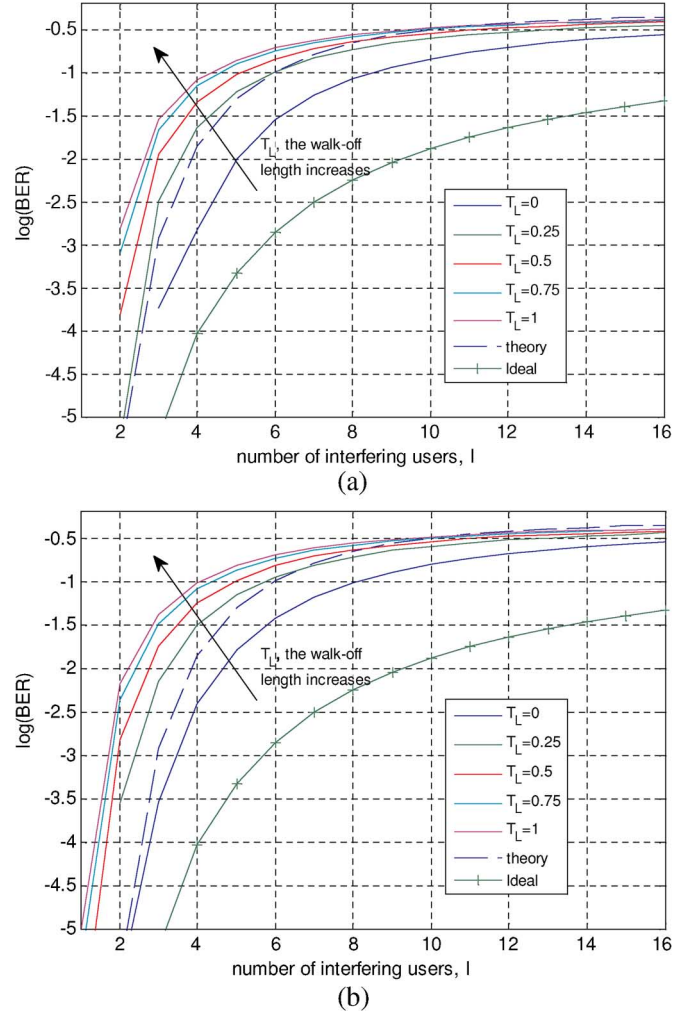 -0.5
-1
-1.5
-2
-2.5
-3
-3.5
-4
-4.5
-5
log(BER)
T_L, the walk-off
length increases
T_L=0
T_L=0.25
T_L=0.5
T_L=0.75
T_L=1
theory
Ideal
2 4 6 8 10 12 14 16
number of interfering users, I
(a)
-0.5
-1
-1.5
-2
-2.5
-3
-3.5
-4
-4.5
-5
log(BER)
T_L, the walk-off
length increases
T_L=0
T_L=0.25
T_L=0.5
T_L=0.75
T_L=1
theory
Ideal
2 4 6 8 10 12 14 16
number of interfering users, I
(b)